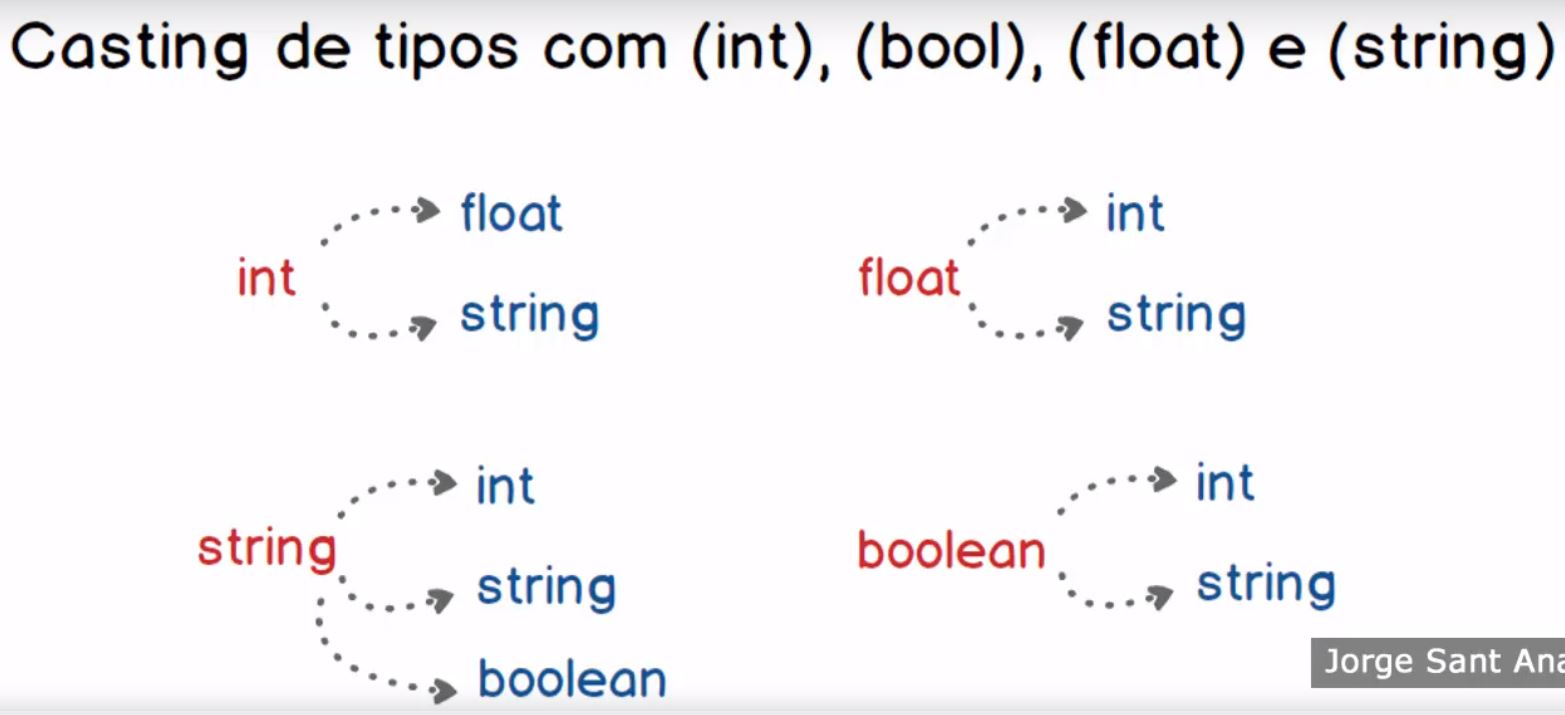 Casting de tipos com (int), (bool), (float) e (string)
int
float
string
float
int
string
string
int
string
boolean
boolean
int
string
Jorge Sant Ana